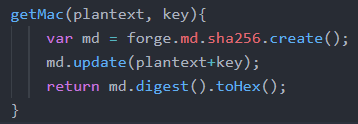 getMac(plantext, key){
var md = forge.md.sha256.create();
md.update(plantext+key);
return md.digest().toHex();
}